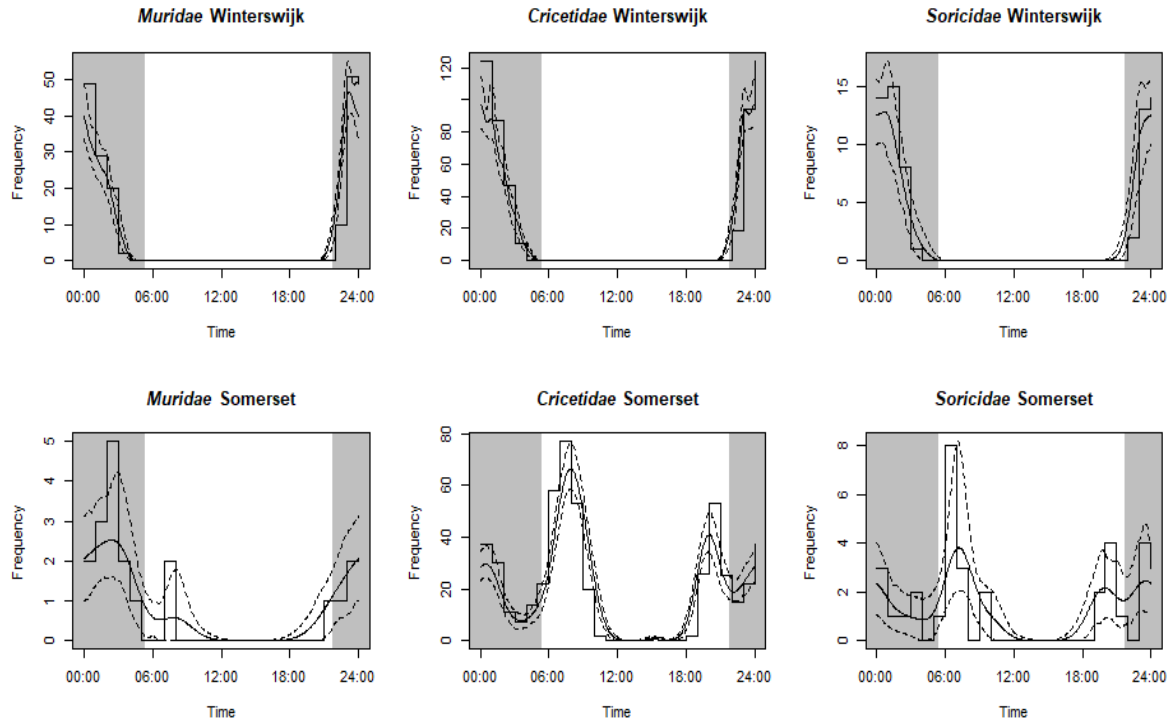 Muridae Winterswijk
Cricetidae Winterswijk
Soricidae Winterswijk
Frequency
50
40
30
20
10
0
00:00 06:00 12:00 18:00 24:00
Time
Frequency
120
80
60
40
20
0
00:00 06:00 12:00 18:00 24:00
Time
Frequency
15
10
5
0
00:00 06:00 12:00 18:00 24:00
Time
Muridae Somerset
Cricetidae Somerset
Soricidae Somerset
Frequency
5
4
3
2
1
0
00:00 06:00 12:00 18:00 24:00
Time
Frequency
80
60
40
20
0
00:00 06:00 12:00 18:00 24:00
Time
Frequency
8
6
4
2
0
00:00 06:00 12:00 18:00 24:00
Time